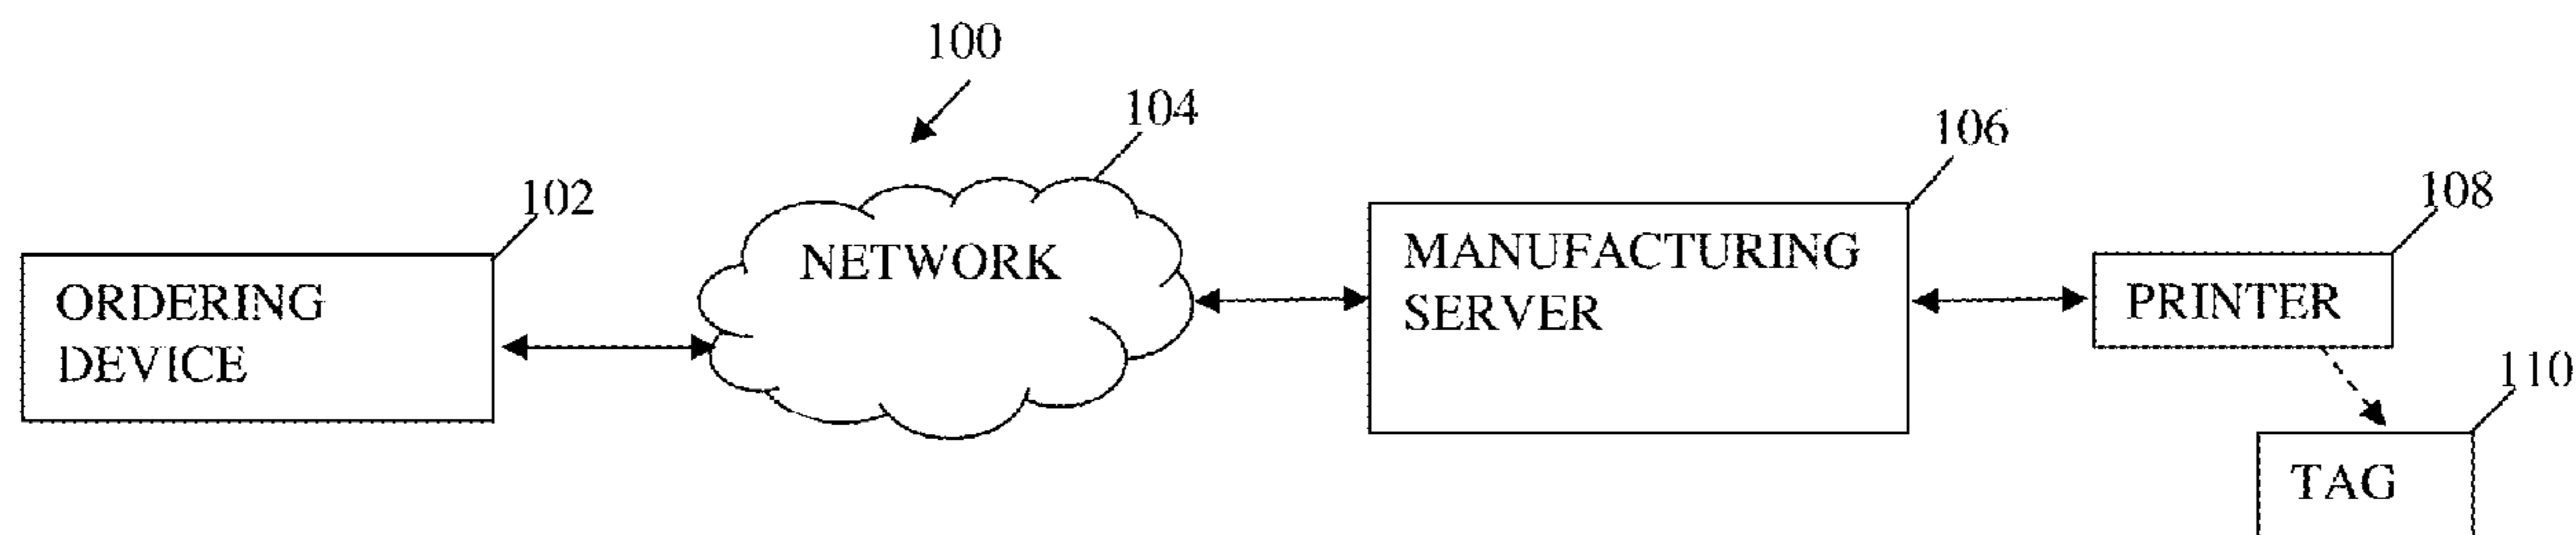 100
104
106
102
108
NETWORK
MANUFACTURING
SERVER
ORDERING
DEVICE
PRINTER
110
TAG